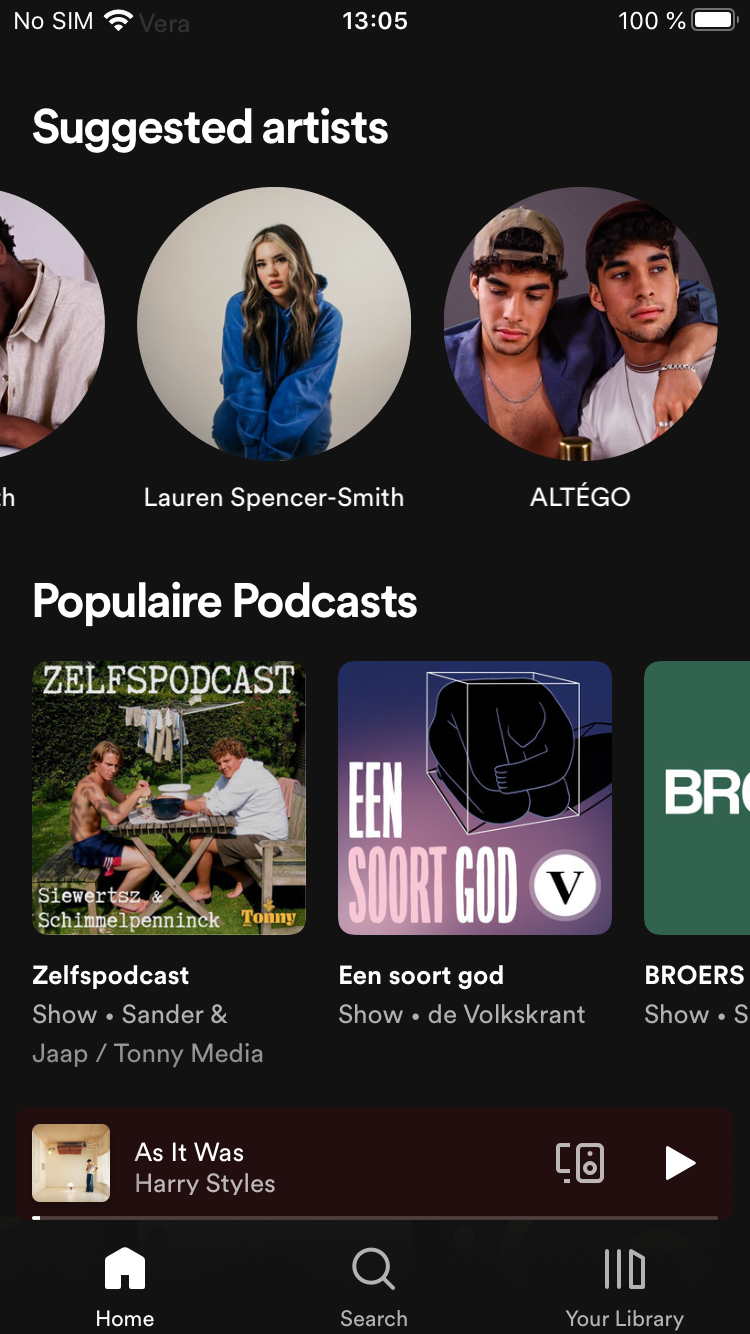 No SIM Vera 13:05 100 %
Suggested artists
th
Lauren Spencer-Smith
ALTÉGO
Populaire Podcasts
ZELFSPODCAST
Siewertsz &
Schimmelpenninck
Tonny
EEN
SOORT GOD
V
BRO
Zelfspodcast
Show • Sander &
Jaap / Tonny Media
Een soort god
Show • de Volkskrant
BROERS
Show • S
As It Was
Harry Styles
Home
Search
Your Library